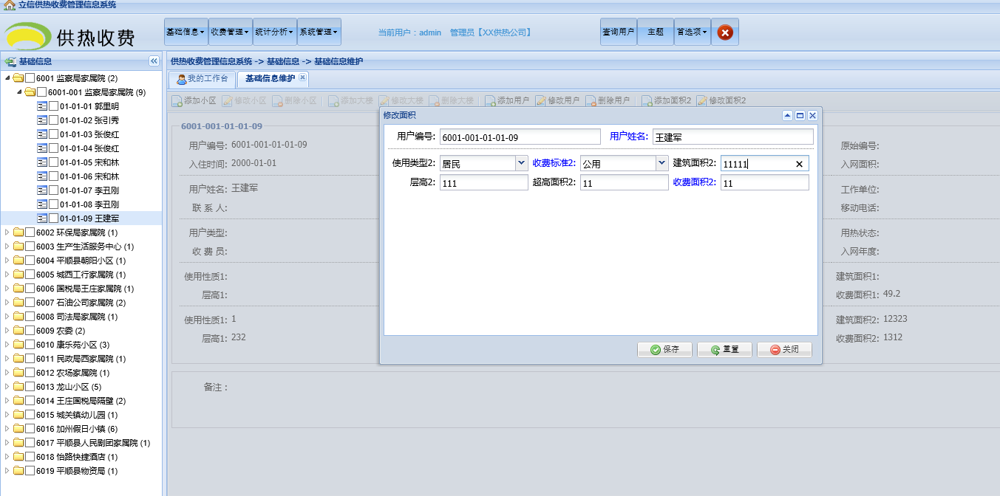 立信供热收费管理信息系统
供热收费
基础信息 收费管理 统计分析 系统管理 当前用户：admin 管理员【XX供热公司】 查询用户 主题 首选项
基础信息
供热收费管理信息系统 -> 基础信息 -> 基础信息维护
我的工作台 基础信息维护
添加小区 修改小区 删除小区 添加大楼 修改大楼 删除大楼 添加用户 修改用户 删除用户 添加面积2 修改面积2
6001 监察局家属院 (2)
6001-001 监察局家属院 (9)
01-01-01 郭里明
01-01-02 张引秀
01-01-03 张俊红
01-01-04 张俊红
01-01-05 宋和林
01-01-06 宋和林
01-01-07 李丑刚
01-01-08 李丑刚
01-01-09 王建军
6002 环保局家属院 (1)
6003 生产生活服务中心 (1)
6004 平顺县朝阳小区 (1)
6005 城西工行家属院 (1)
6006 国税局王庄家属院 (1)
6007 石油公司家属院 (2)
6008 司法局家属院 (1)
6009 农委 (2)
6010 康乐苑小区 (3)
6011 民政局西家属院 (1)
6012 农场家属院 (1)
6013 龙山小区 (5)
6014 王庄国税局隔壁 (2)
6015 城关镇幼儿园 (1)
6016 加州假日小镇 (6)
6017 平顺县人民剧团家属院 (1)
6018 怡路快捷酒店 (1)
6019 平顺县物资局 (1)
6001-001-01-01-09
用户编号: 6001-001-01-01-09 原始编号:
入住时间: 2000-01-01 入网面积:
用户姓名: 王建军 工作单位:
联 系 人: 移动电话:
用户类型: 用热状态:
收 费 员: 入网年度:
使用性质1: 建筑面积1:
层高1: 收费面积1: 49.2
使用性质1: 1 建筑面积2: 12323
层高1: 232 收费面积2: 1312
备注：
修改面积
用户编号: 6001-001-01-01-09 用户姓名: 王建军
使用类型2: 居民 收费标准2: 公用 建筑面积2: 11111
层高2: 111 超高面积2: 11 收费面积2: 11
保存 重置 关闭